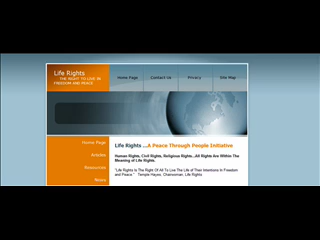 Life Rights
THE RIGHT TO LIVE IN
FREEDOM AND PEACE
Home Page
Contact Us
Privacy
Site Map
Home Page
Articles
Resources
News
Life Rights ...A Peace Through People Initiative
Human Rights, Civil Rights, Religious Rights...All Rights Are Within The
Meaning of Life Rights.
"Life Rights Is The Right Of All To Live The Life of Their Intentions In Freedom
and Peace." Temple Hayes, Chairwoman, Life Rights